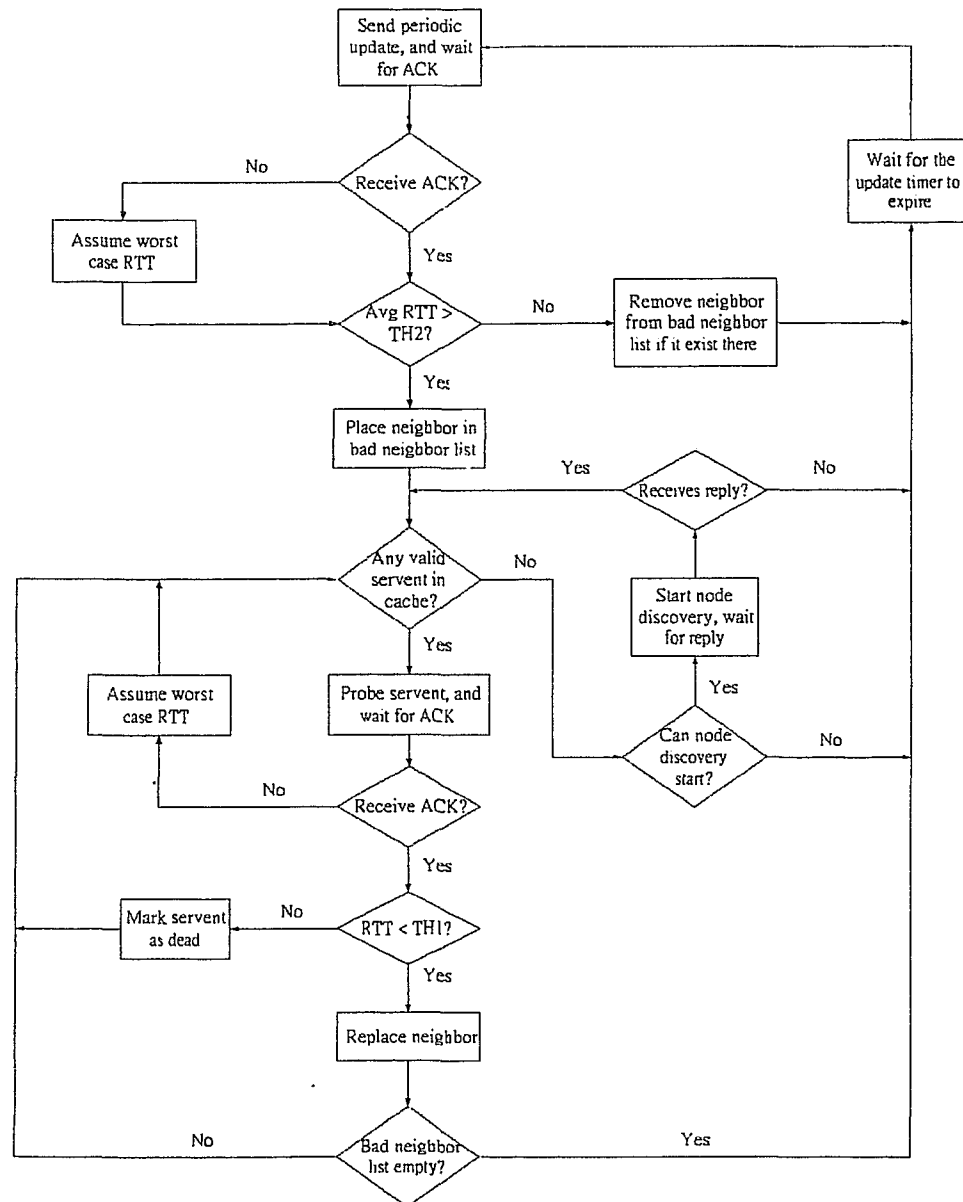 Send periodic
update, and wait
for ACK
No
Receive ACK?
Wait for the
update timer to
expire
Assume worst
case RTT
Yes
Avg RTT >
TH2?
No
Remove neighbor
from bad neighbor
list if it exist there
Yes
Place neighbor in
bad neighbor list
Yes
Receives reply?
No
Any valid
servent in
cache?
No
Start node
discovery, wait
for reply
Yes
Assume worst
case RTT
Probe servent, and
wait for ACK
Yes
Can node
discovery
start?
No
No
Receive ACK?
Yes
Mark servent
as dead
No
RTT < TH1?
Yes
Replace neighbor
No
Bad neighbor
list empty?
Yes